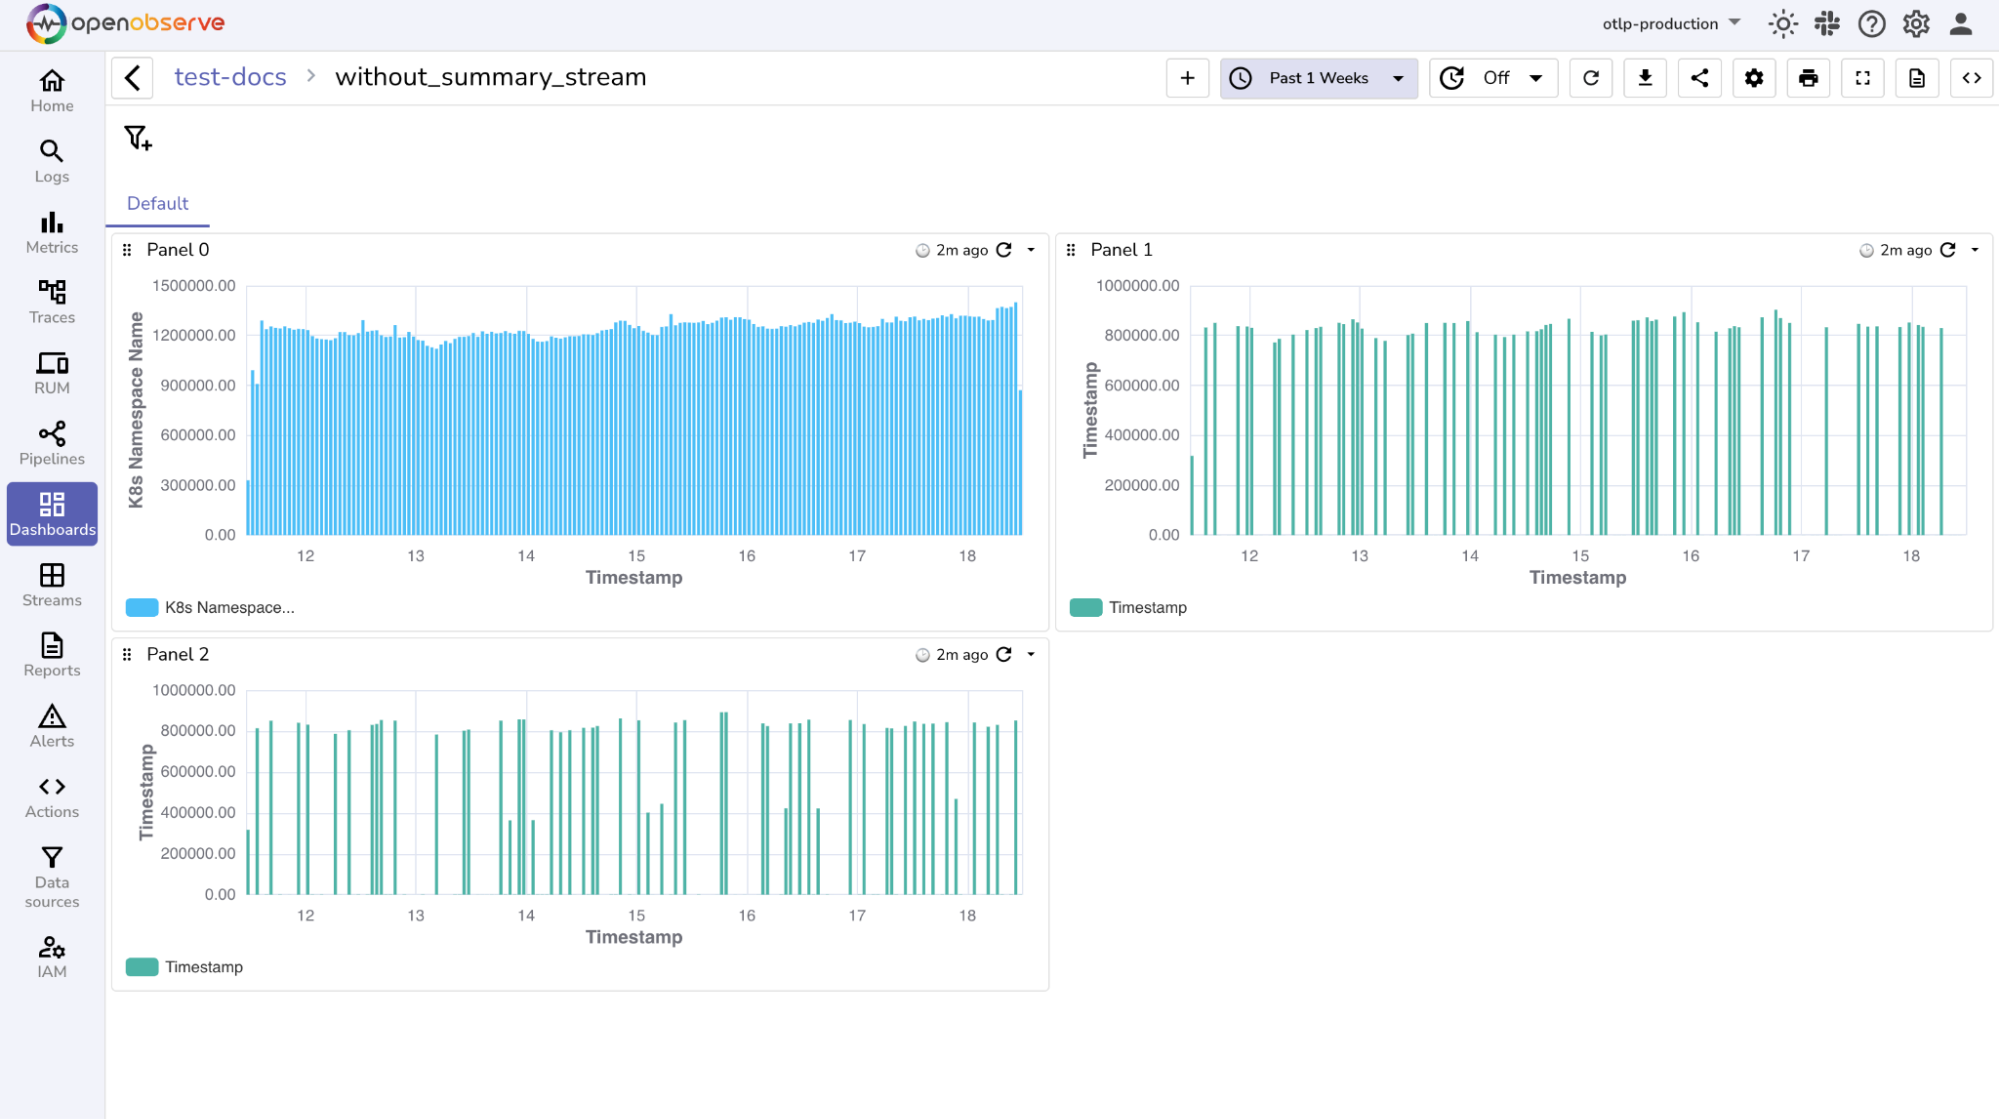 openobserve
otlp-production
test-docs > without_summary_stream
Past 1 Weeks
Off
Home
Logs
Metrics
Traces
RUM
Pipelines
Dashboards
Streams
Reports
Alerts
Actions
Data
sources
IAM
Default
Panel 0
2m ago
K8s Namespace Name
1500000.00
1200000.00
900000.00
600000.00
300000.00
0.00
12 13 14 15 16 17 18
Timestamp
K8s Namespace...
Panel 1
2m ago
Timestamp
1000000.00
800000.00
600000.00
400000.00
200000.00
0.00
12 13 14 15 16 17 18
Timestamp
Timestamp
Panel 2
2m ago
Timestamp
1000000.00
800000.00
600000.00
400000.00
200000.00
0.00
12 13 14 15 16 17 18
Timestamp
Timestamp